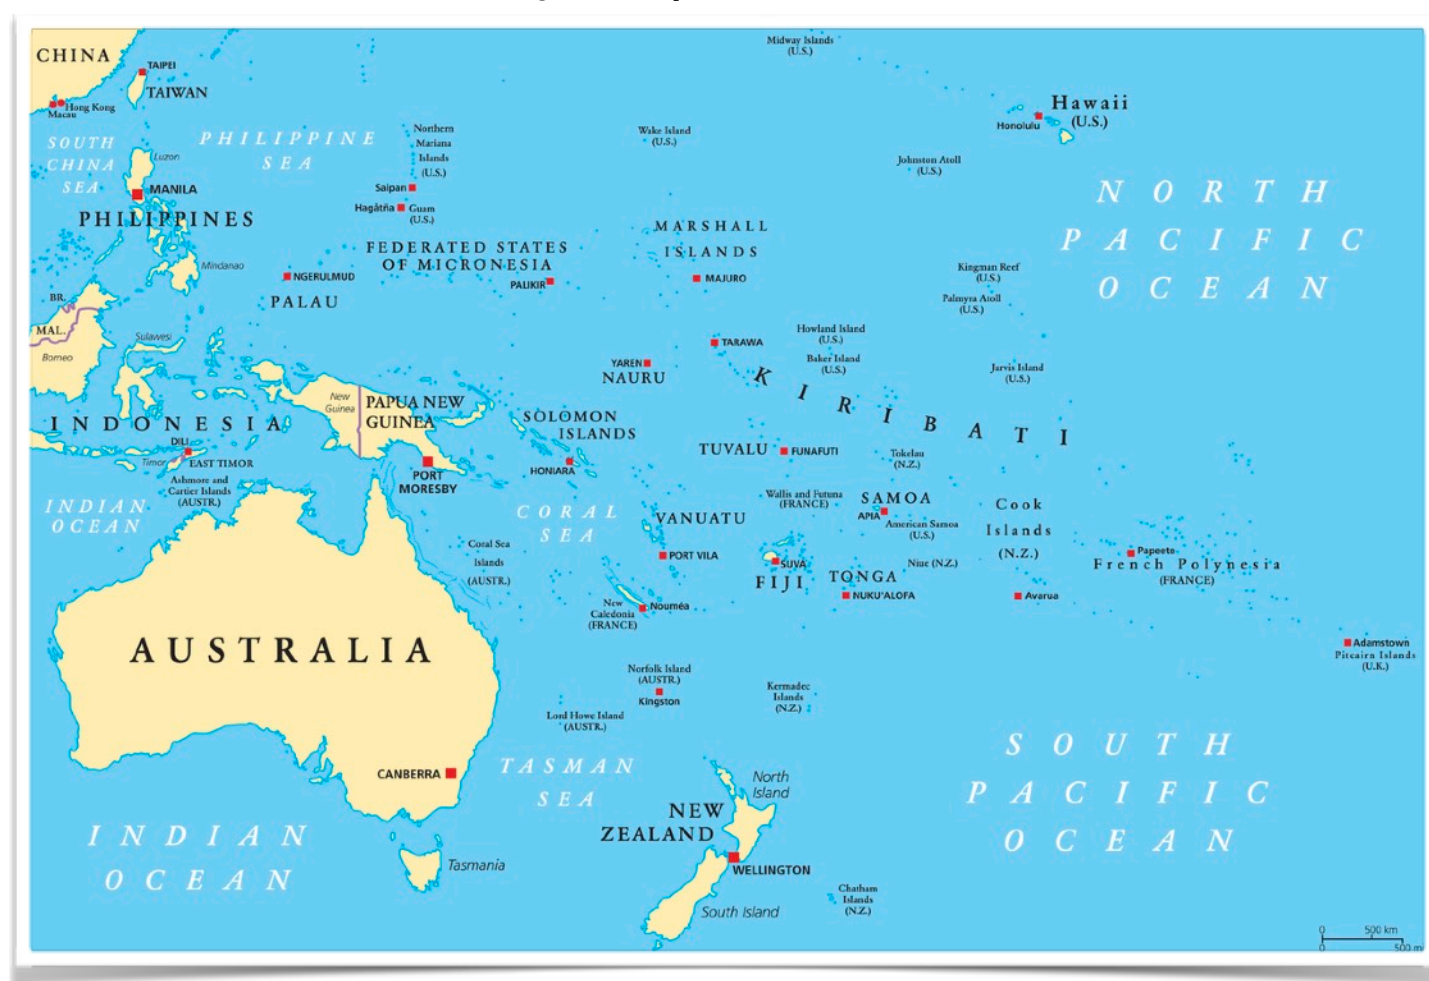 CHINA
TAIPEI
TAIWAN
Hong Kong
Macau
SOUTH
CHINA
SEA
PHILIPPINE
SEA
Luzon
MANILA
PHILIPPINES
Mindanao
Northern
Mariana
Islands
(U.S.)
Saipan
Hagåtña
Guam
(U.S.)
Wake Island
(U.S.)
Midway Islands
(U.S.)
Hawaii
(U.S.)
Honolulu
Johnston Atoll
(U.S.)
NORTH
PACIFIC
OCEAN
MARSHALL
ISLANDS
MAJURO
FEDERATED STATES
OF MICRONESIA
PALIKIR
NGERULMUD
PALAU
Kingman Reef
(U.S.)
Palmyra Atoll
(U.S.)
BR.
MAL.
Borneo
Sulawesi
Howland Island
(U.S.)
Baker Island
(U.S.)
Jarvis Island
(U.S.)
TARAWA
KIRIBATI
YAREN
NAURU
INDONESIA
New
Guinea
PAPUA NEW
GUINEA
PORT
MORESBY
SOLOMON
ISLANDS
HONIARA
TUVALU
FUNAFUTI
Tokelau
(N.Z.)
DILI
Timor
EAST TIMOR
Ashmore and
Cartier Islands
(AUSTR.)
INDIAN
OCEAN
CORAL
SEA
Coral Sea
Islands
(AUSTR.)
VANUATU
PORT VILA
Wallis and Futuna
(FRANCE)
SAMOA
APIA
American Samoa
(U.S.)
Cook
Islands
(N.Z.)
Niue (N.Z.)
SUVA
FIJI
TONGA
NUKU'ALOFA
Avarua
Papeete
French Polynesia
(FRANCE)
New
Caledonia
(FRANCE)
Nouméa
Adamstown
Pitcairn Islands
(U.K.)
AUSTRALIA
Norfolk Island
(AUSTR.)
Kingston
Kermadec
Islands
(N.Z.)
Lord Howe Island
(AUSTR.)
CANBERRA
TASMAN
SEA
SOUTH
PACIFIC
OCEAN
North
Island
NEW
ZEALAND
WELLINGTON
South Island
Chatham
Islands
(N.Z.)
INDIAN
OCEAN
Tasmania
0 500 km
0 500 m